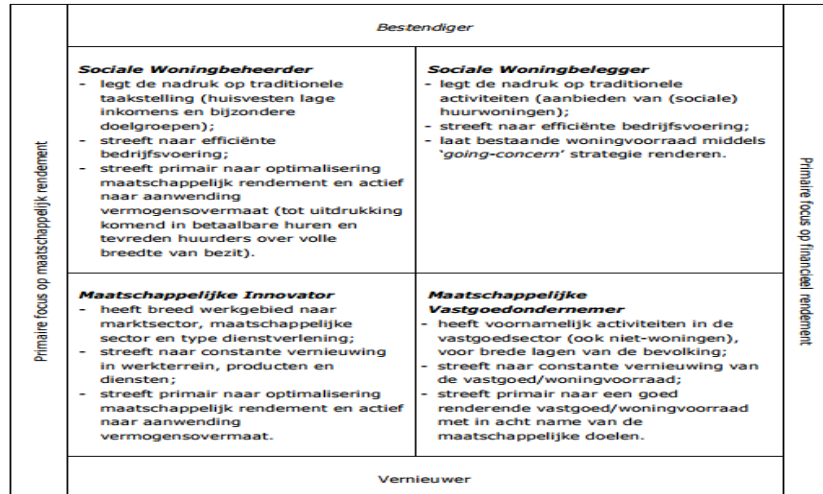 Bestendiger
Primaire focus op maatschappelijk rendement
Sociale Woningbeheerder
- legt de nadruk op traditionele
taakstelling (huisvesten lage
inkomens en bijzondere
doelgroepen);
- streeft naar efficiënte
bedrijfsvoering;
- streeft primair naar optimalisering
maatschappelijk rendement en actief
naar aanwending
vermogensovermaat (tot uitdrukking
komend in betaalbare huren en
tevreden huurders over volle
breedte van bezit).
Sociale Woningbelegger
- legt de nadruk op traditionele
activiteiten (aanbieden van (sociale)
huurwoningen);
- streeft naar efficiënte bedrijfsvoering;
- laat bestaande woningvoorraad middels
‘going-concern’ strategie renderen.
Maatschappelijke Innovator
- heeft breed werkgebied naar
marktsector, maatschappelijke
sector en type dienstverlening;
- streeft naar constante vernieuwing
in werkterrein, producten en
diensten;
- streeft primair naar optimalisering
maatschappelijk rendement en actief
naar aanwending
vermogensovermaat.
Maatschappelijke
Vastgoedondernemer
- heeft voornamelijk activiteiten in de
vastgoedsector (ook niet-woningen),
voor brede lagen van de bevolking;
- streeft naar constante vernieuwing van
de vastgoed/woningvoorraad;
- streeft primair naar een goed
renderende vastgoed/woningvoorraad
met in acht name van de
maatschappelijke doelen.
Primaire focus op financieel rendement
Vernieuwer